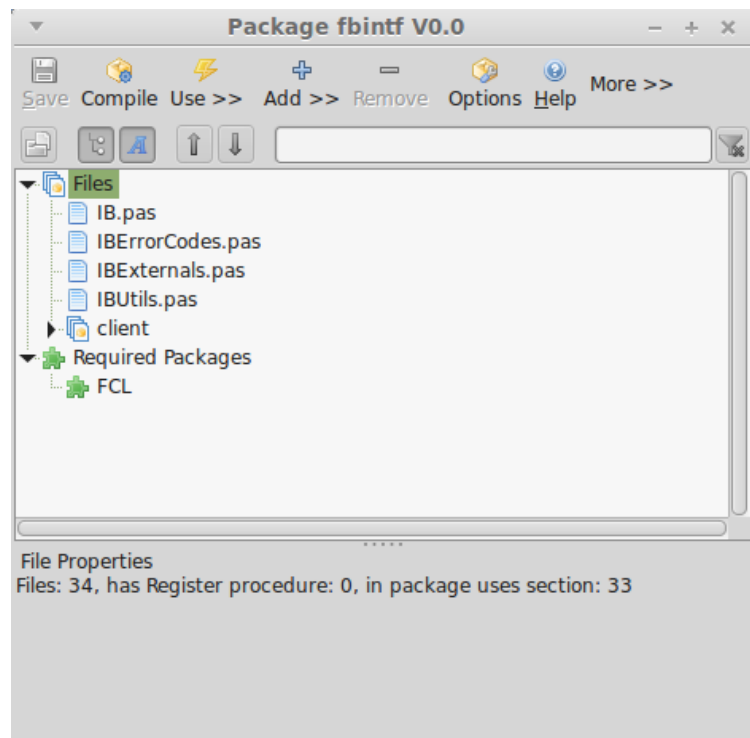 Package fbintf V0.0
Save Compile Use >> Add >> Remove Options Help More >>
A
Files
IB.pas
IBErrorCodes.pas
IBExternals.pas
IBUtils.pas
client
Required Packages
FCL
File Properties
Files: 34, has Register procedure: 0, in package uses section: 33